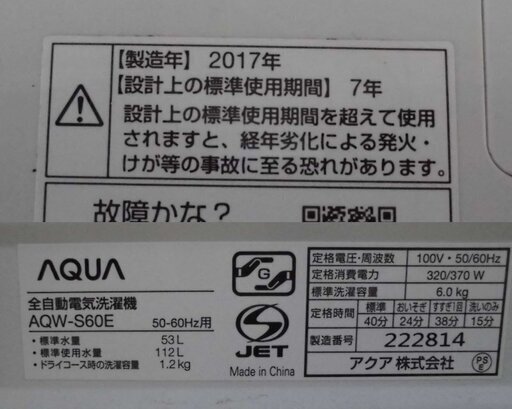 【製造年】 2017年
【設計上の標準使用期間】 7年
設計上の標準使用期間を超えて使用
されますと、経年劣化による発火・
けが等の事故に至る恐れがあります。
故障かな?
AQUA
全自動電気洗濯機
AQW-S60E 50-60Hz用
・標準水量 53L
・標準使用水量 112L
・ドライコース時の洗濯容量 1.2kg
G
S
JET
Made in China
定格電圧・周波数 100V・50/60Hz
定格消費電力 320/370 W
標準洗濯容量 6.0kg
定格時間 標準 おいそぎ すすぎ1回 洗いのみ
40分 24分 38分 15分
製造番号 222814
アクア 株式会社
PS
E